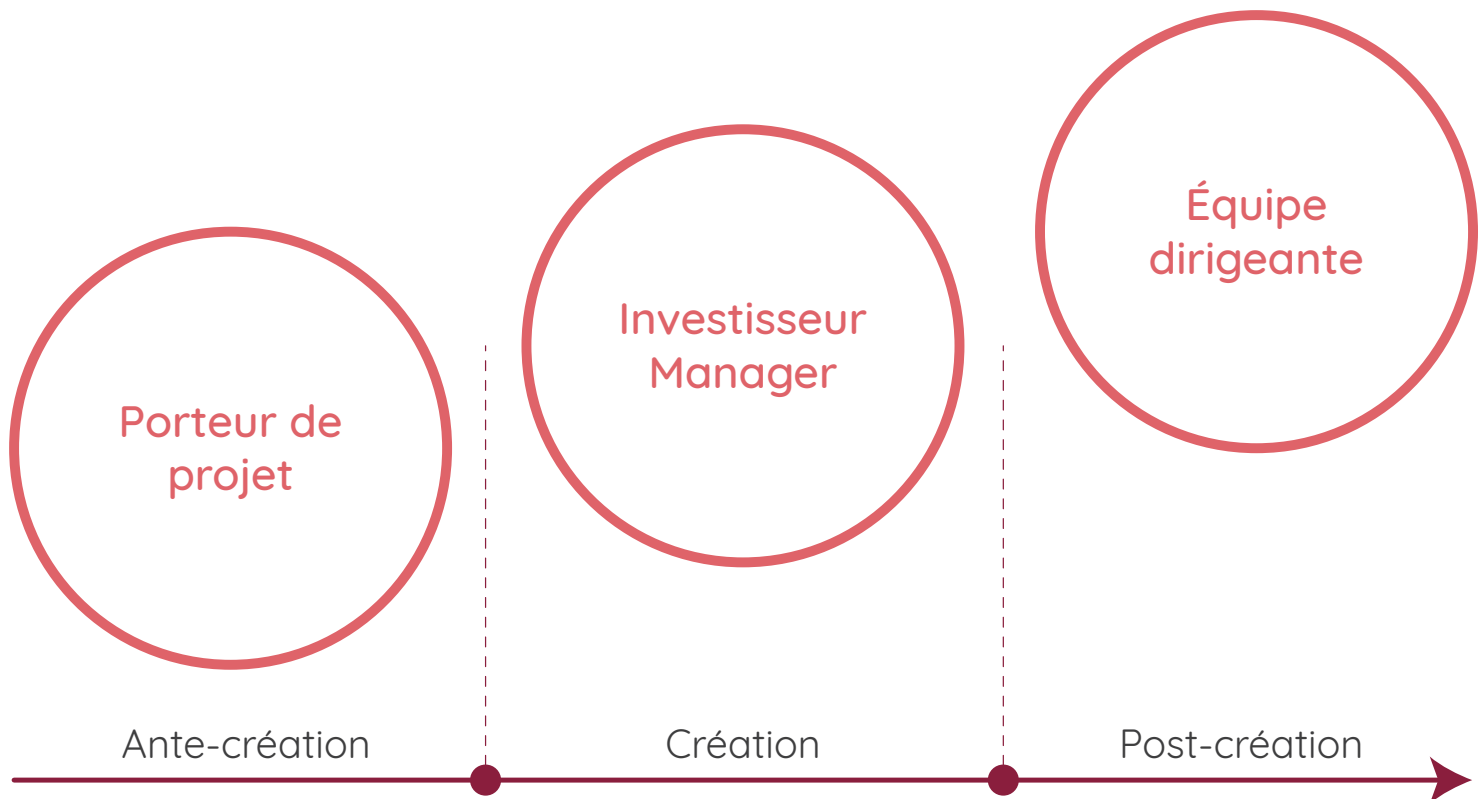 Porteur de
projet
Investisseur
Manager
Équipe
dirigeante
Ante-création
Création
Post-création